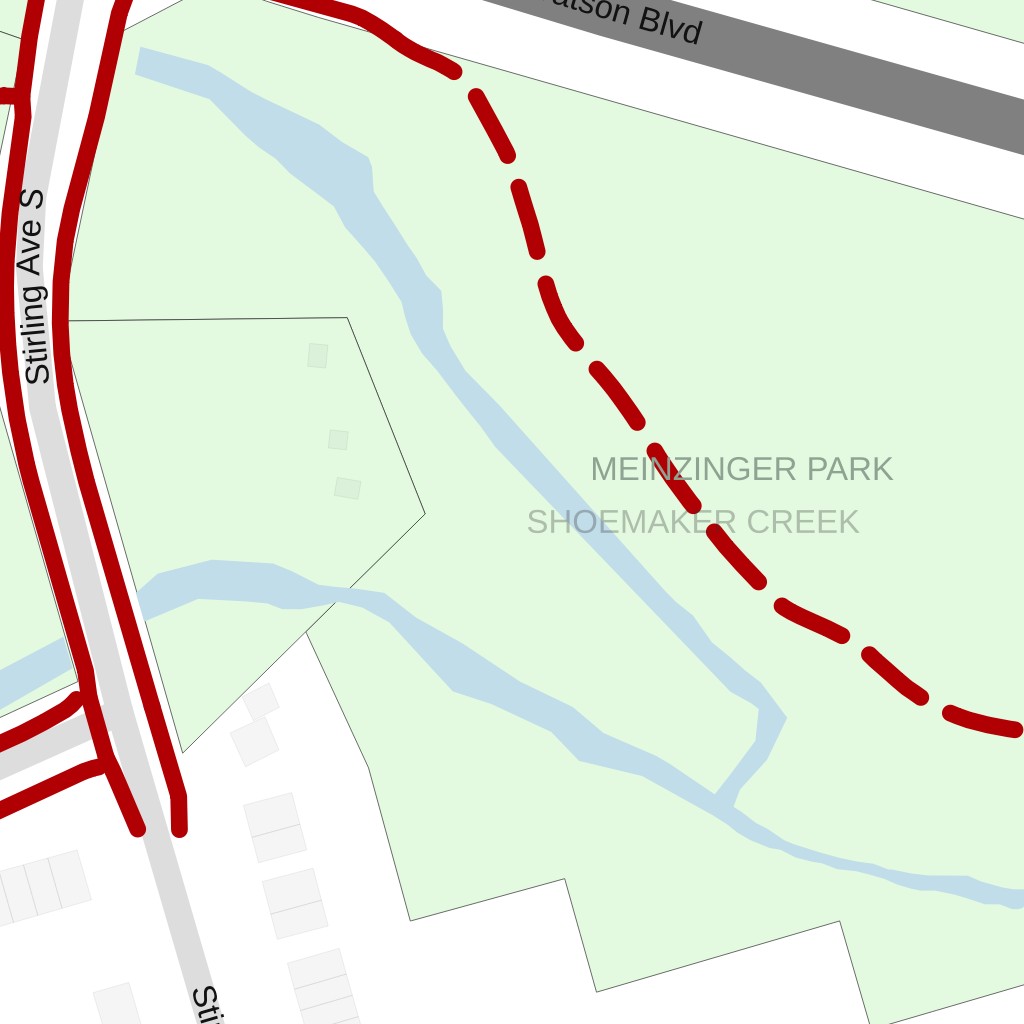 atson Blvd
Stirling Ave S
MEINZINGER PARK
SHOEMAKER CREEK
Sti